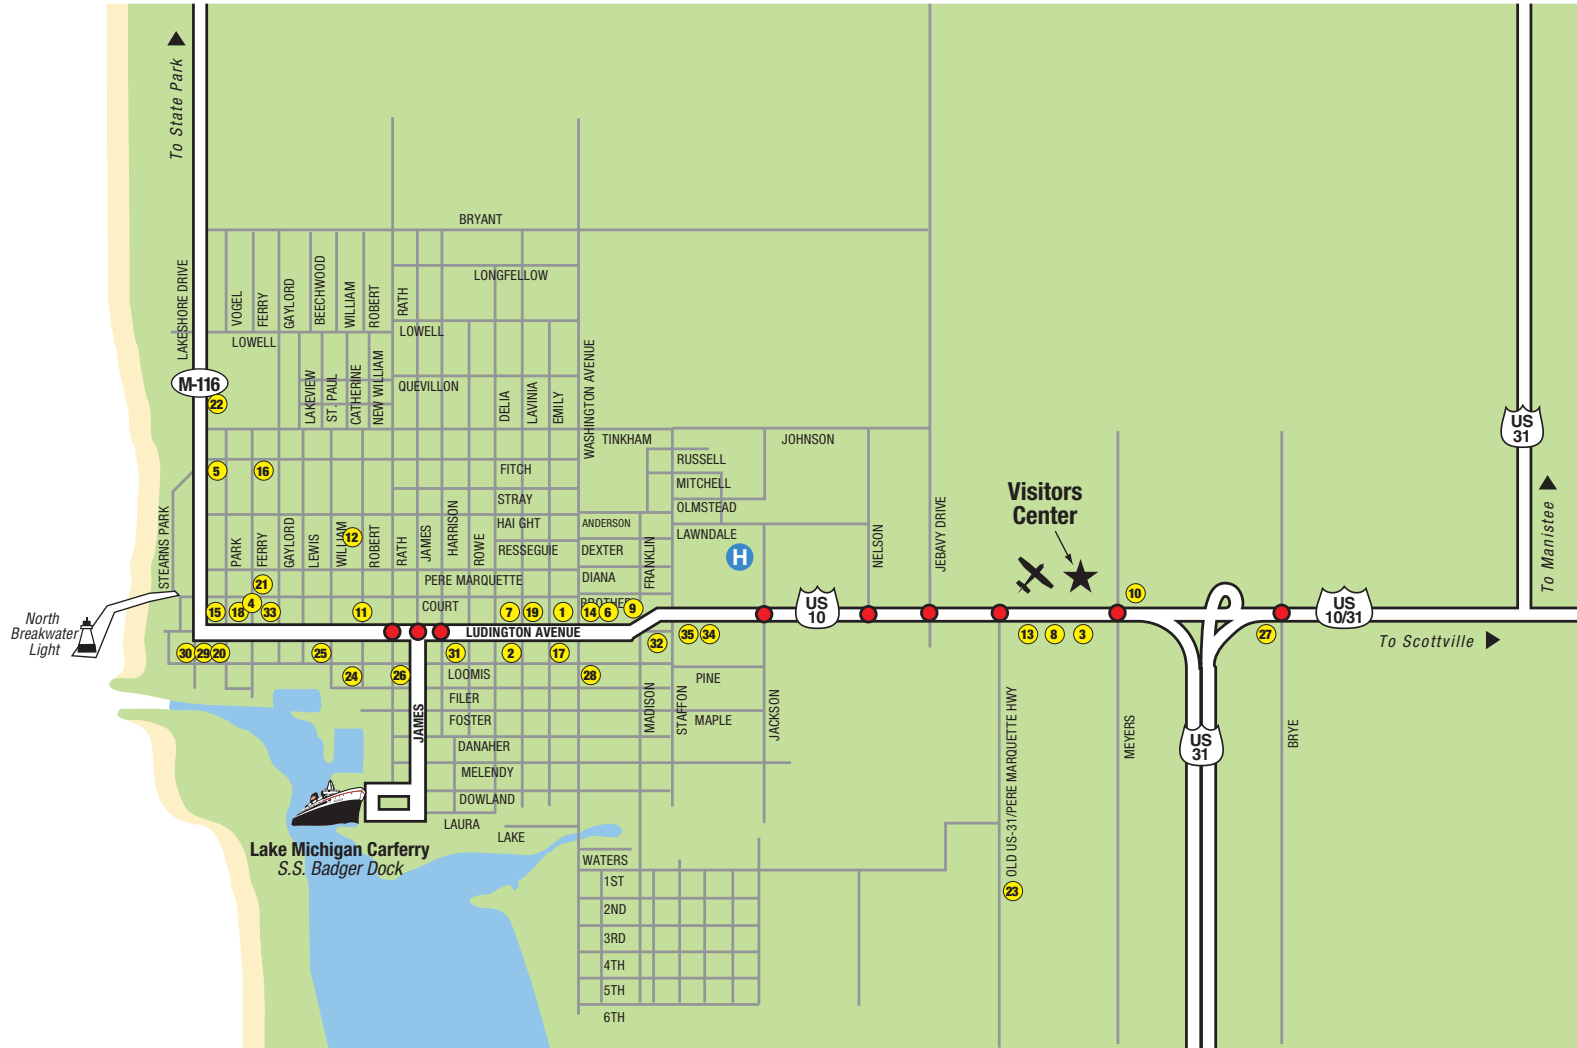 To State Park
BRYANT
LONGFELLOW
LAKESHORE DRIVE
VOGEL
FERRY
GAYLORD
BEECHWOOD
WILLIAM
ROBERT
RATH
LOWELL
LOWELL
M-116
22
LAKEVIEW
ST. PAUL
CATHERINE
NEW WILLIAM
QUEVILLON
DELIA
LAVINIA
EMILY
WASHINGTON AVENUE
TINKHAM
JOHNSON
US
31
To Manistee
5
16
FITCH
RUSSELL
MITCHELL
STRAY
OLMSTEAD
Visitors
Center
STEARNS PARK
PARK
FERRY
GAYLORD
LEWIS
WILLIAM
12
ROBERT
RATH
JAMES
HARRISON
ROWE
HAI GHT
ANDERSON
LAWNDALE
RESSEGUIE
DEXTER
FRANKLIN
H
NELSON
JEBAVY DRIVE
PERE MARQUETTE
DIANA
21
COURT
BROTHER
15
18
4
33
11
7
19
1
14
6
9
US
10
10
US
10/31
North
Breakwater
Light
LUDINGTON AVENUE
35
34
13
8
3
27
To Scottville
30
29
20
25
31
2
17
32
24
26
LOOMIS
28
PINE
FILER
JAMES
FOSTER
MADISON
STAFFON
MAPLE
JACKSON
OLD US-31/PERE MARQUETTE HWY
MEYERS
US
31
BRYE
DANAHER
MELENDY
DOWLAND
LAURA
LAKE
Lake Michigan Carferry
S.S. Badger Dock
WATERS
1ST
23
2ND
3RD
4TH
5TH
6TH